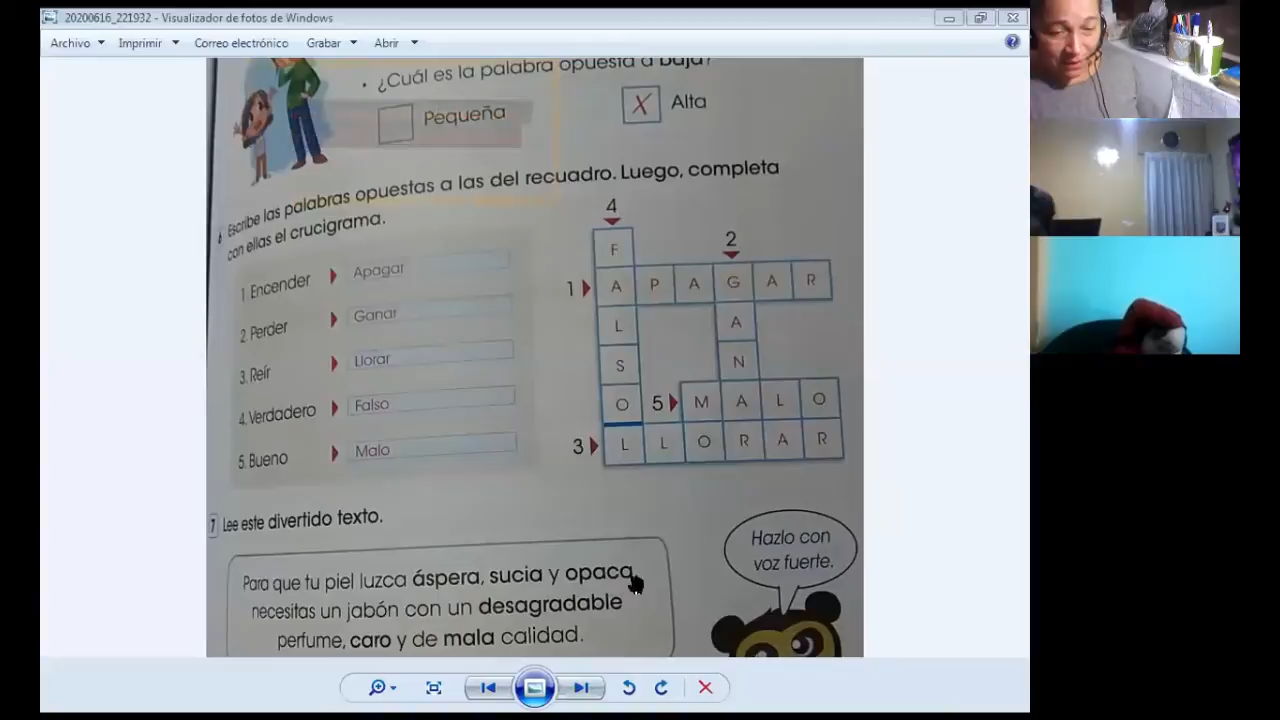 20200616_221932 - Visualizador de fotos de Windows
Archivo Imprimir Correo electrónico Grabar Abrir
• ¿Cuál es la palabra opuesta a baja?
Pequeña
X Alta
6 Escribe las palabras opuestas a las del recuadro. Luego, completa
con ellas el crucigrama.
1. Encender Apagar
2. Perder Ganar
3. Reír Llorar
4. Verdadero Falso
5. Bueno Malo
4
2
F
1 A P A G A R
L A
S N
O 5 M A L O
3 L L O R A R
7 Lee este divertido texto.
Para que tu piel luzca áspera, sucia y opaca
necesitas un jabón con un desagradable
perfume, caro y de mala calidad.
Hazlo con
voz fuerte.